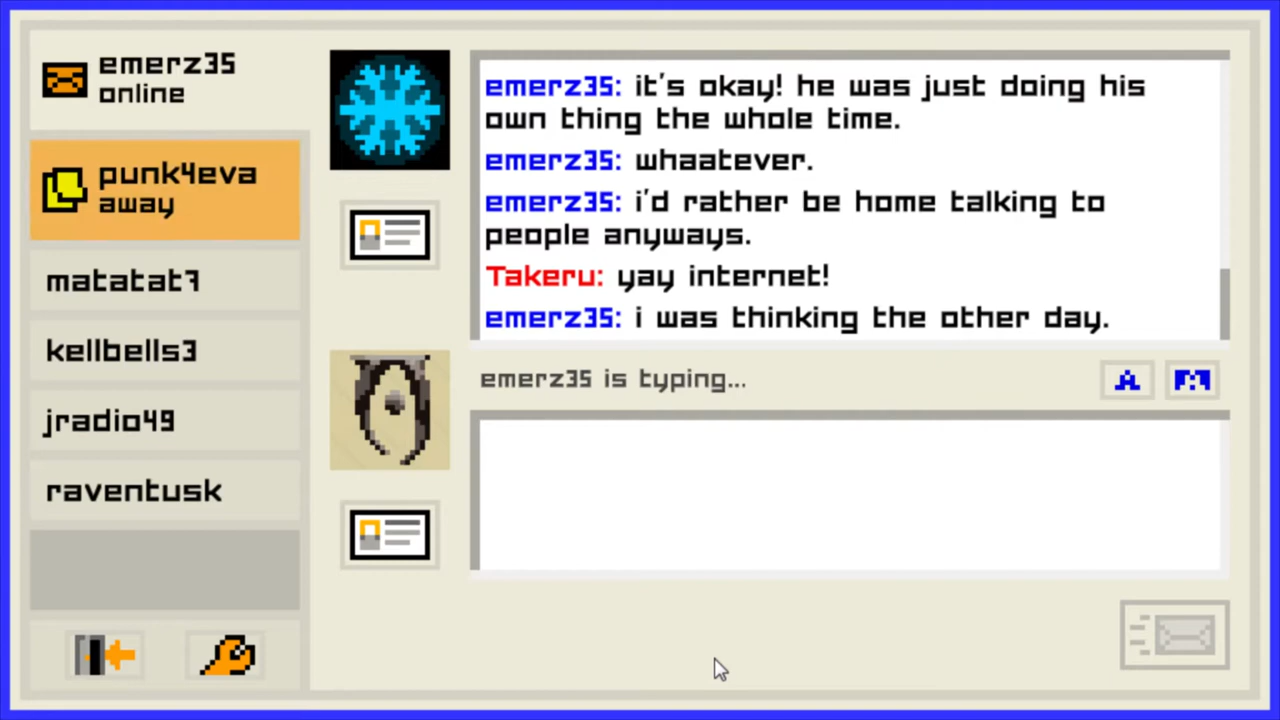 emerz35
online
punk4eva
away
matatat7
kellbells3
jradio49
raventusk
emerz35: it's okay! he was just doing his
own thing the whole time.
emerz35: whaatever.
emerz35: i'd rather be home talking to
people anyways.
Takeru: yay internet!
emerz35: i was thinking the other day.
emerz35 is typing...
A